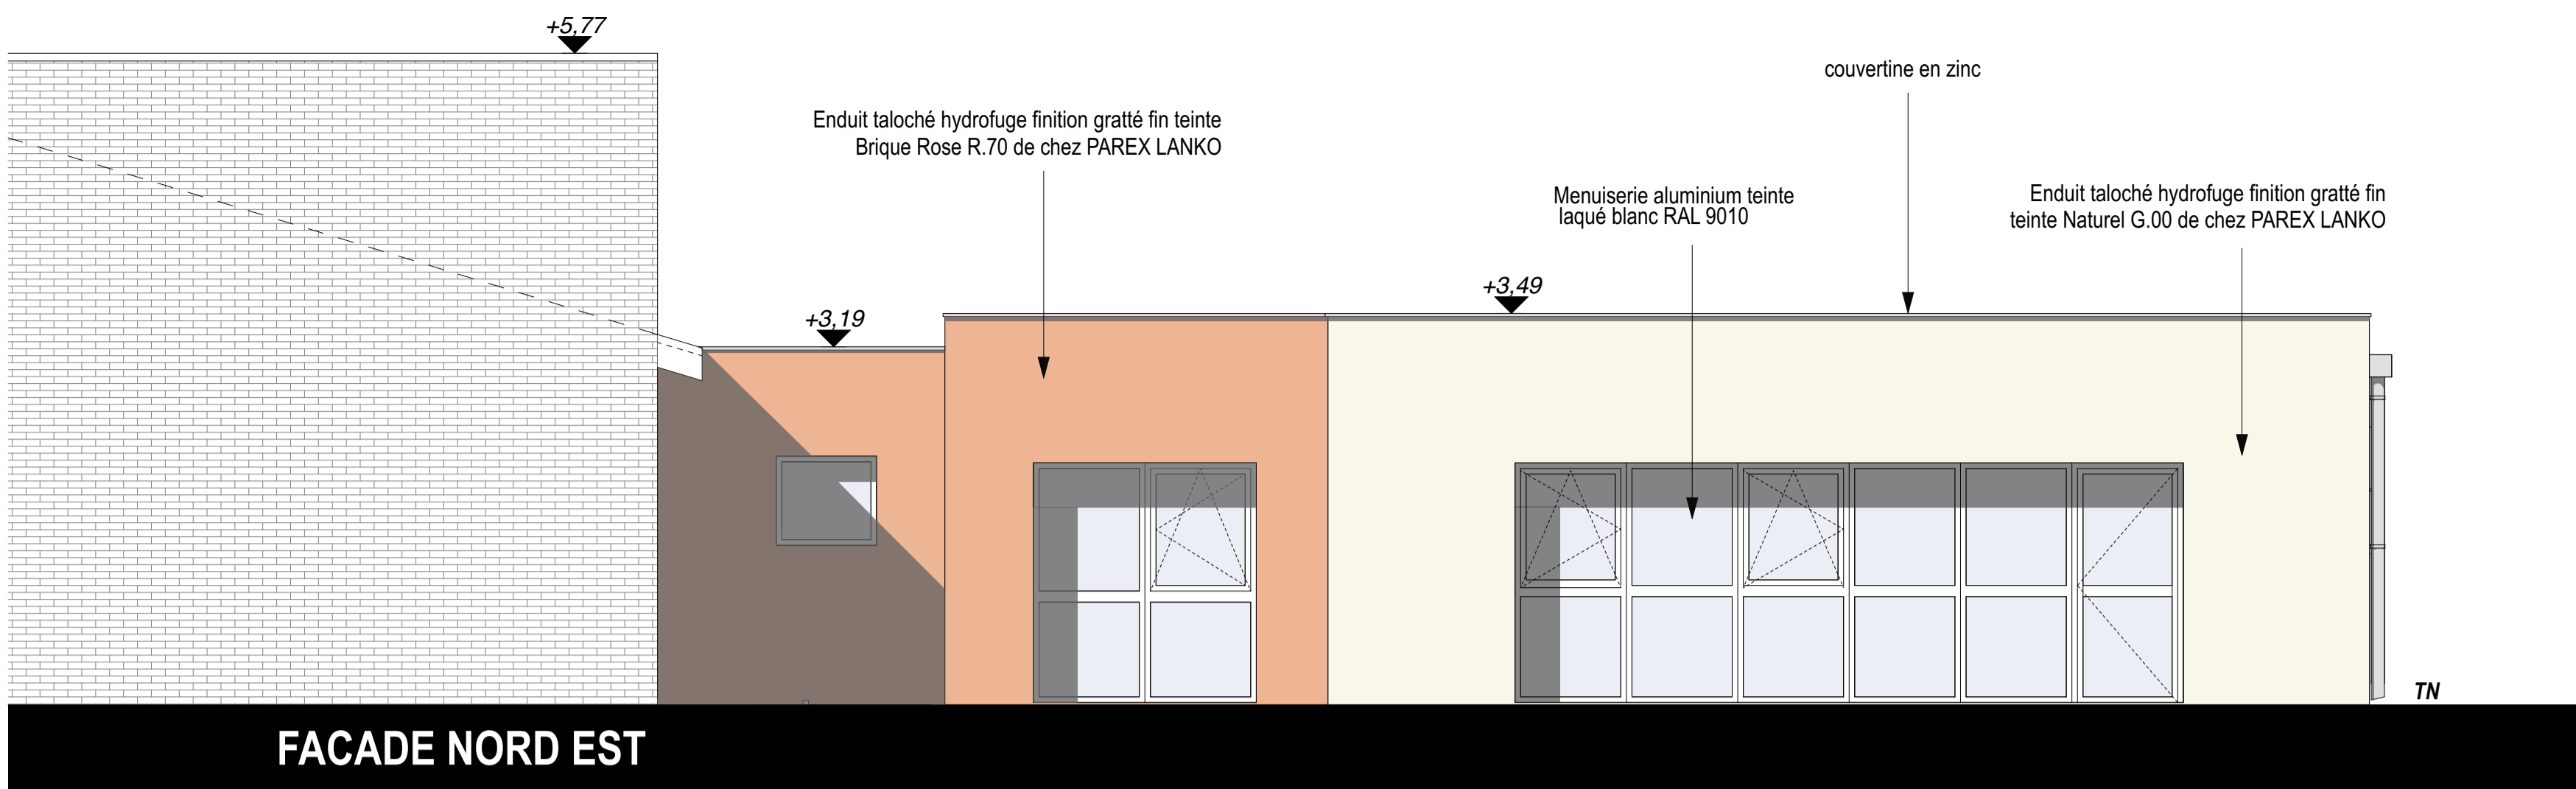 +5,77
couvertine en zinc
Enduit taloché hydrofuge finition gratté fin teinte
Brique Rose R.70 de chez PAREX LANKO
Menuiserie aluminium teinte
laqué blanc RAL 9010
Enduit taloché hydrofuge finition gratté fin
teinte Naturel G.00 de chez PAREX LANKO
+3,49
+3,19
TN
FACADE NORD EST